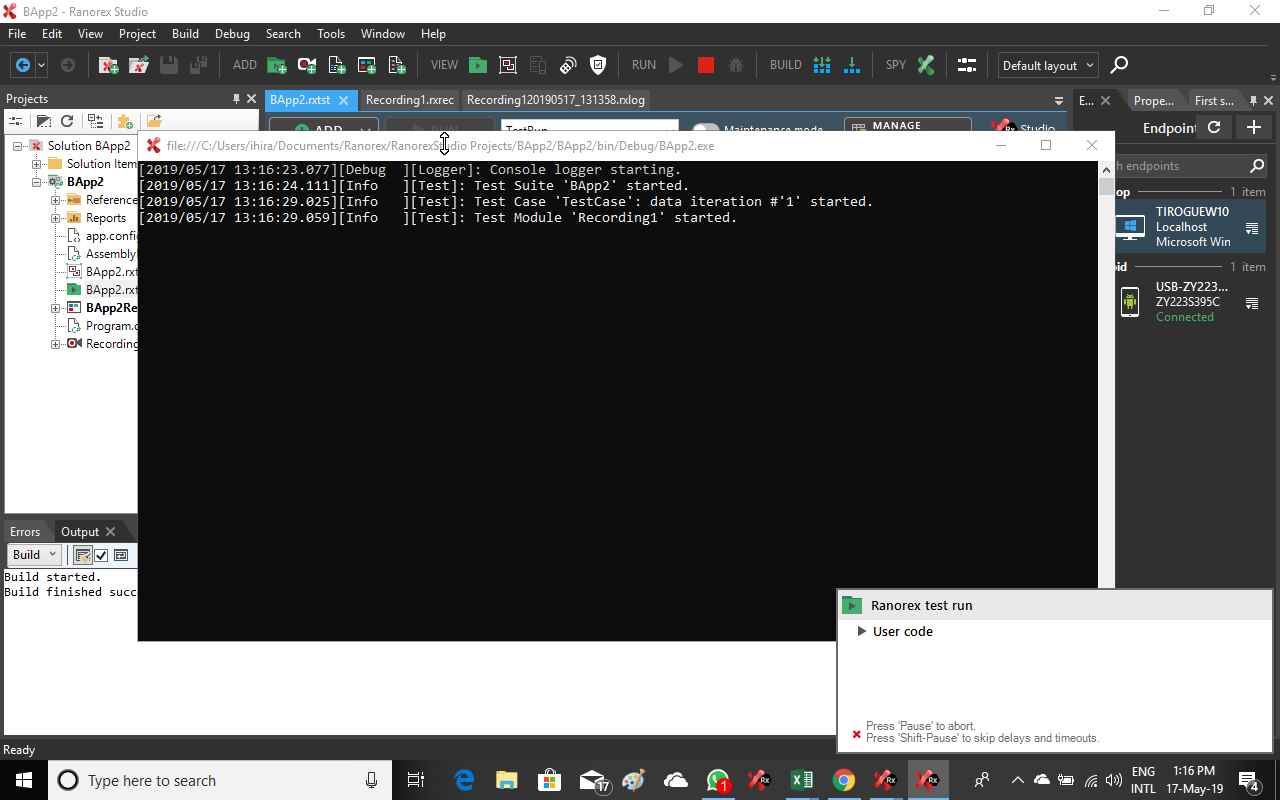 BApp2 - Ranorex Studio
File Edit View Project Build Debug Search Tools Window Help
ADD VIEW RUN BUILD SPY Default layout
Projects
BApp2.rxtst Recording1.rxrec Recording120190517_131358.rxlog
E... Prope... First s...
ADD TestRun Maintenance mode MANAGE Studio
Endpoint
Solution BApp2
Solution Item
BApp2
Reference
Reports
app.confi
Assembly
BApp2.rxt
BApp2.rxt
BApp2Re
Program.c
Recording
file:///C:/Users/ihira/Documents/Ranorex/RanorexStudio Projects/BApp2/BApp2/bin/Debug/BApp2.exe
[2019/05/17 13:16:23.077][Debug  ][Logger]: Console logger starting.
[2019/05/17 13:16:24.111][Info   ][Test]: Test Suite 'BApp2' started.
[2019/05/17 13:16:29.025][Info   ][Test]: Test Case 'TestCase': data iteration #'1' started.
[2019/05/17 13:16:29.059][Info   ][Test]: Test Module 'Recording1' started.
h endpoints
op 1 item
TIROGUEW10
Localhost
Microsoft Win
oid 1 item
USB-ZY223...
ZY223S395C
Connected
Errors Output
Build
Build started.
Build finished succ
Ranorex test run
User code
Press 'Pause' to abort.
Press 'Shift-Pause' to skip delays and timeouts.
Ready
Type here to search
17
1
ENG
INTL
1:16 PM
17-May-19
4